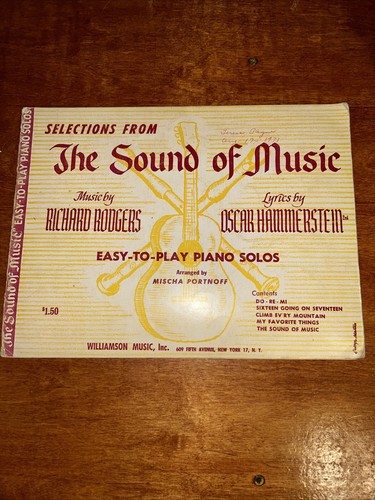 SELECTIONS FROM
The Sound of Music
Music by
RICHARD RODGERS
Lyrics by
OSCAR HAMMERSTEIN
EASY-TO-PLAY PIANO SOLOS
Arranged by
MISCHA PORTNOFF
Contents
DO - RE - MI
SIXTEEN GOING ON SEVENTEEN
CLIMB EV'RY MOUNTAIN
MY FAVORITE THINGS
THE SOUND OF MUSIC
$1.50
WILLIAMSON MUSIC, Inc. 609 FIFTH AVENUE, NEW YORK 17, N. Y.
"The Sound of Music" EASY-TO-PLAY PIANO SOLOS